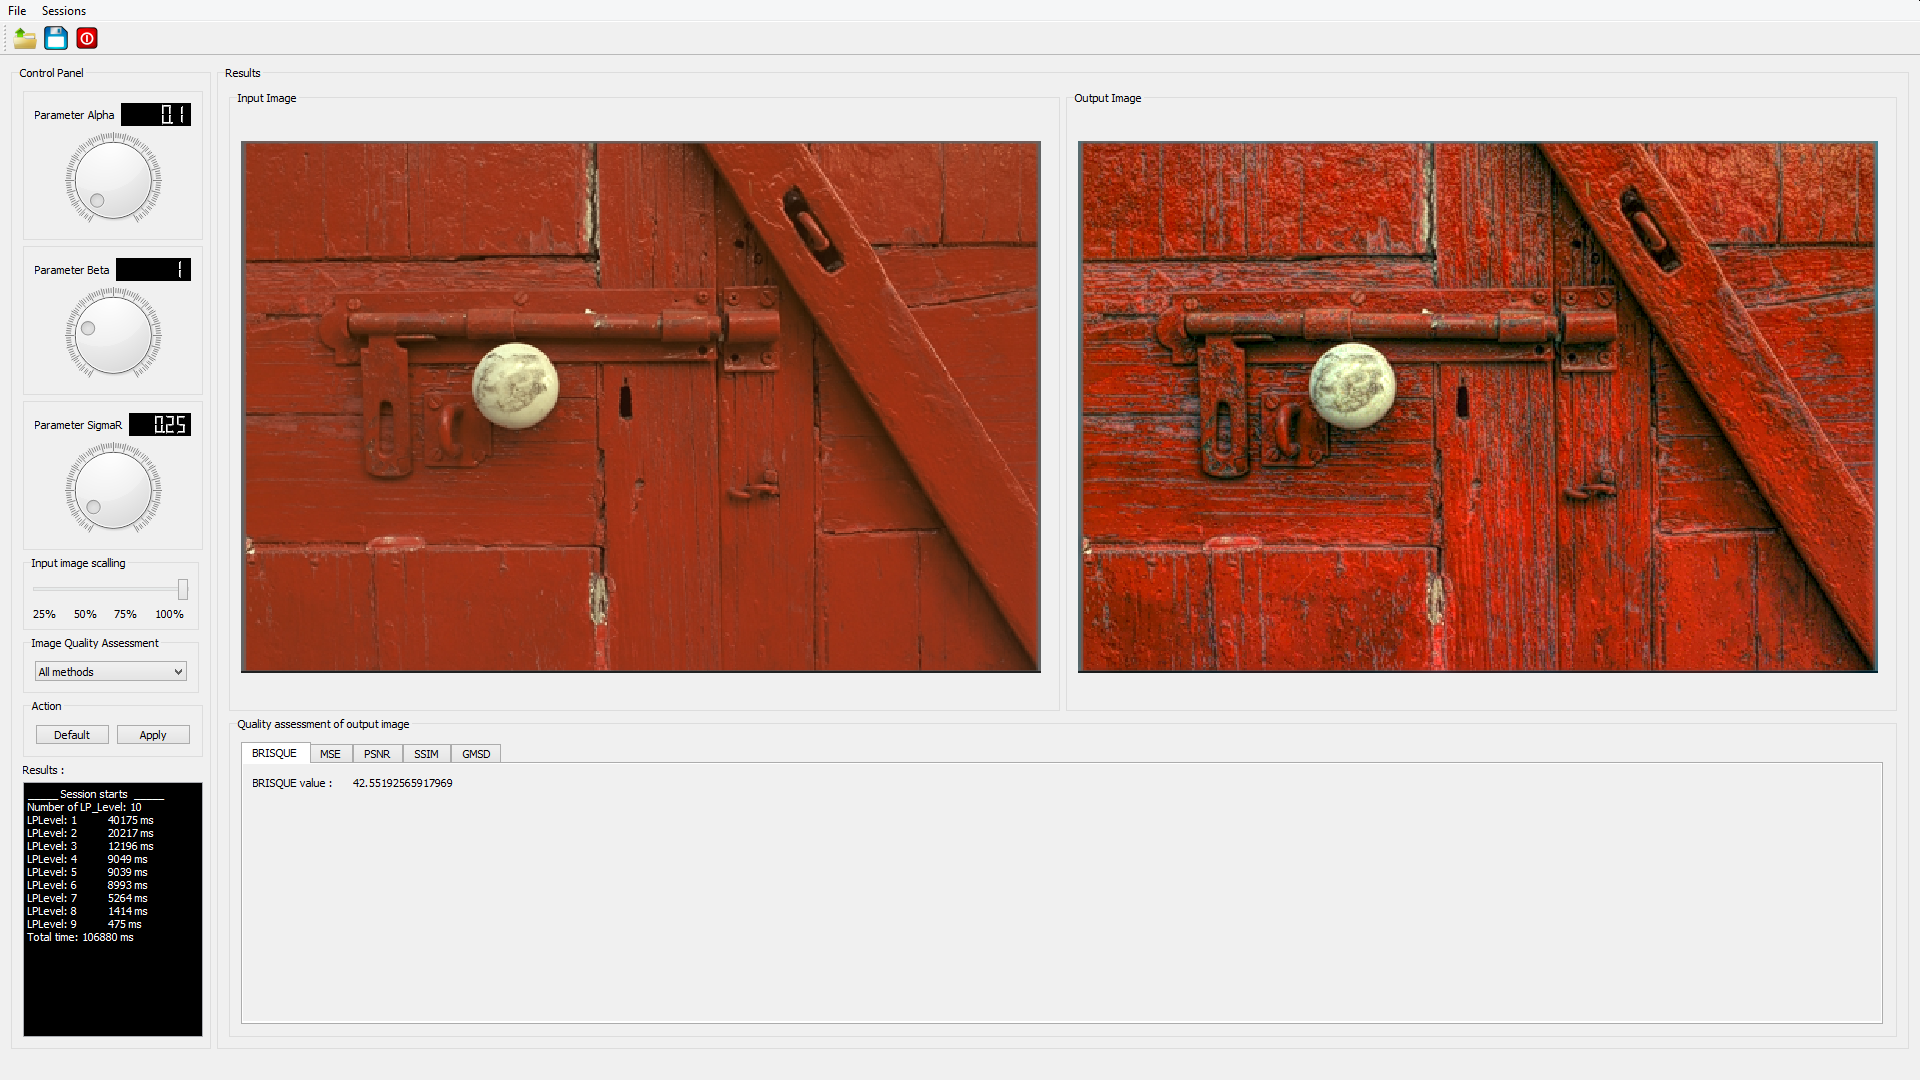 File Sessions
Control Panel
Parameter Alpha 0.1
Parameter Beta 1
Parameter SigmaR 0.25
Input image scalling
25% 50% 75% 100%
Image Quality Assessment
All methods
Action
Default Apply
Results :
_____ Session starts _____
Number of LP_Level: 10
LPLevel: 1 40175 ms
LPLevel: 2 20217 ms
LPLevel: 3 12196 ms
LPLevel: 4 9049 ms
LPLevel: 5 9039 ms
LPLevel: 6 8993 ms
LPLevel: 7 5264 ms
LPLevel: 8 1414 ms
LPLevel: 9 475 ms
Total time: 106880 ms
Results
Input Image
Output Image
Quality assessment of output image
BRISQUE MSE PSNR SSIM GMSD
BRISQUE value : 42.55192565917969